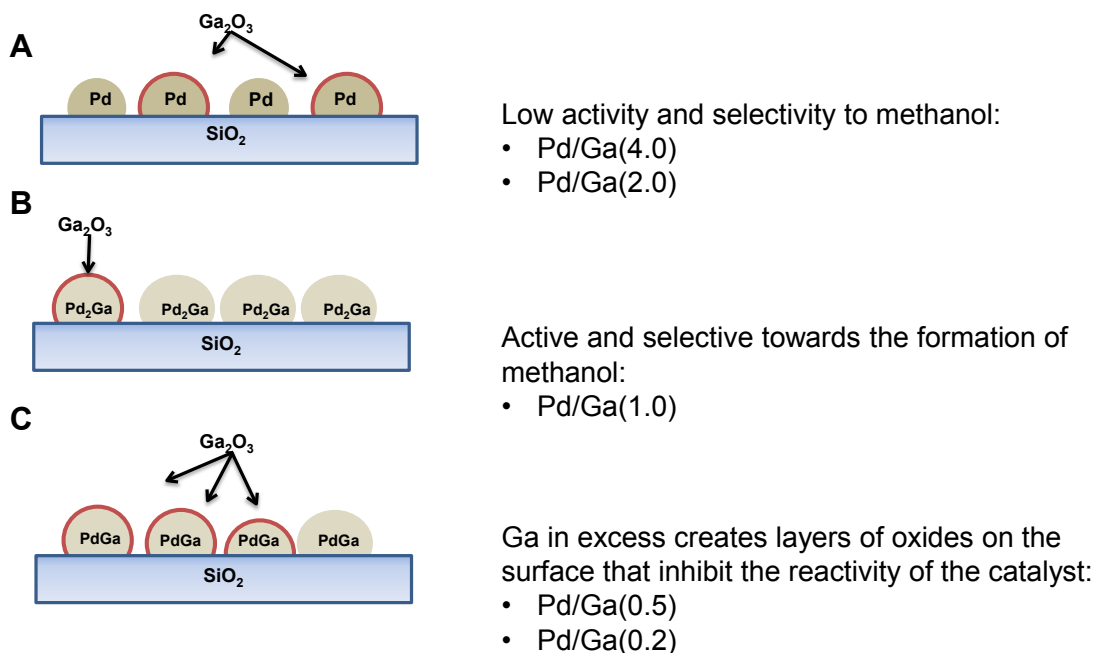 Ga₂O₃
A
Pd Pd Pd Pd
SiO₂
Low activity and selectivity to methanol:
• Pd/Ga(4.0)
• Pd/Ga(2.0)
B
Ga₂O₃
Pd₂Ga Pd₂Ga Pd₂Ga Pd₂Ga
SiO₂
Active and selective towards the formation of
methanol:
• Pd/Ga(1.0)
C
Ga₂O₃
PdGa PdGa PdGa PdGa
SiO₂
Ga in excess creates layers of oxides on the
surface that inhibit the reactivity of the catalyst:
• Pd/Ga(0.5)
• Pd/Ga(0.2)